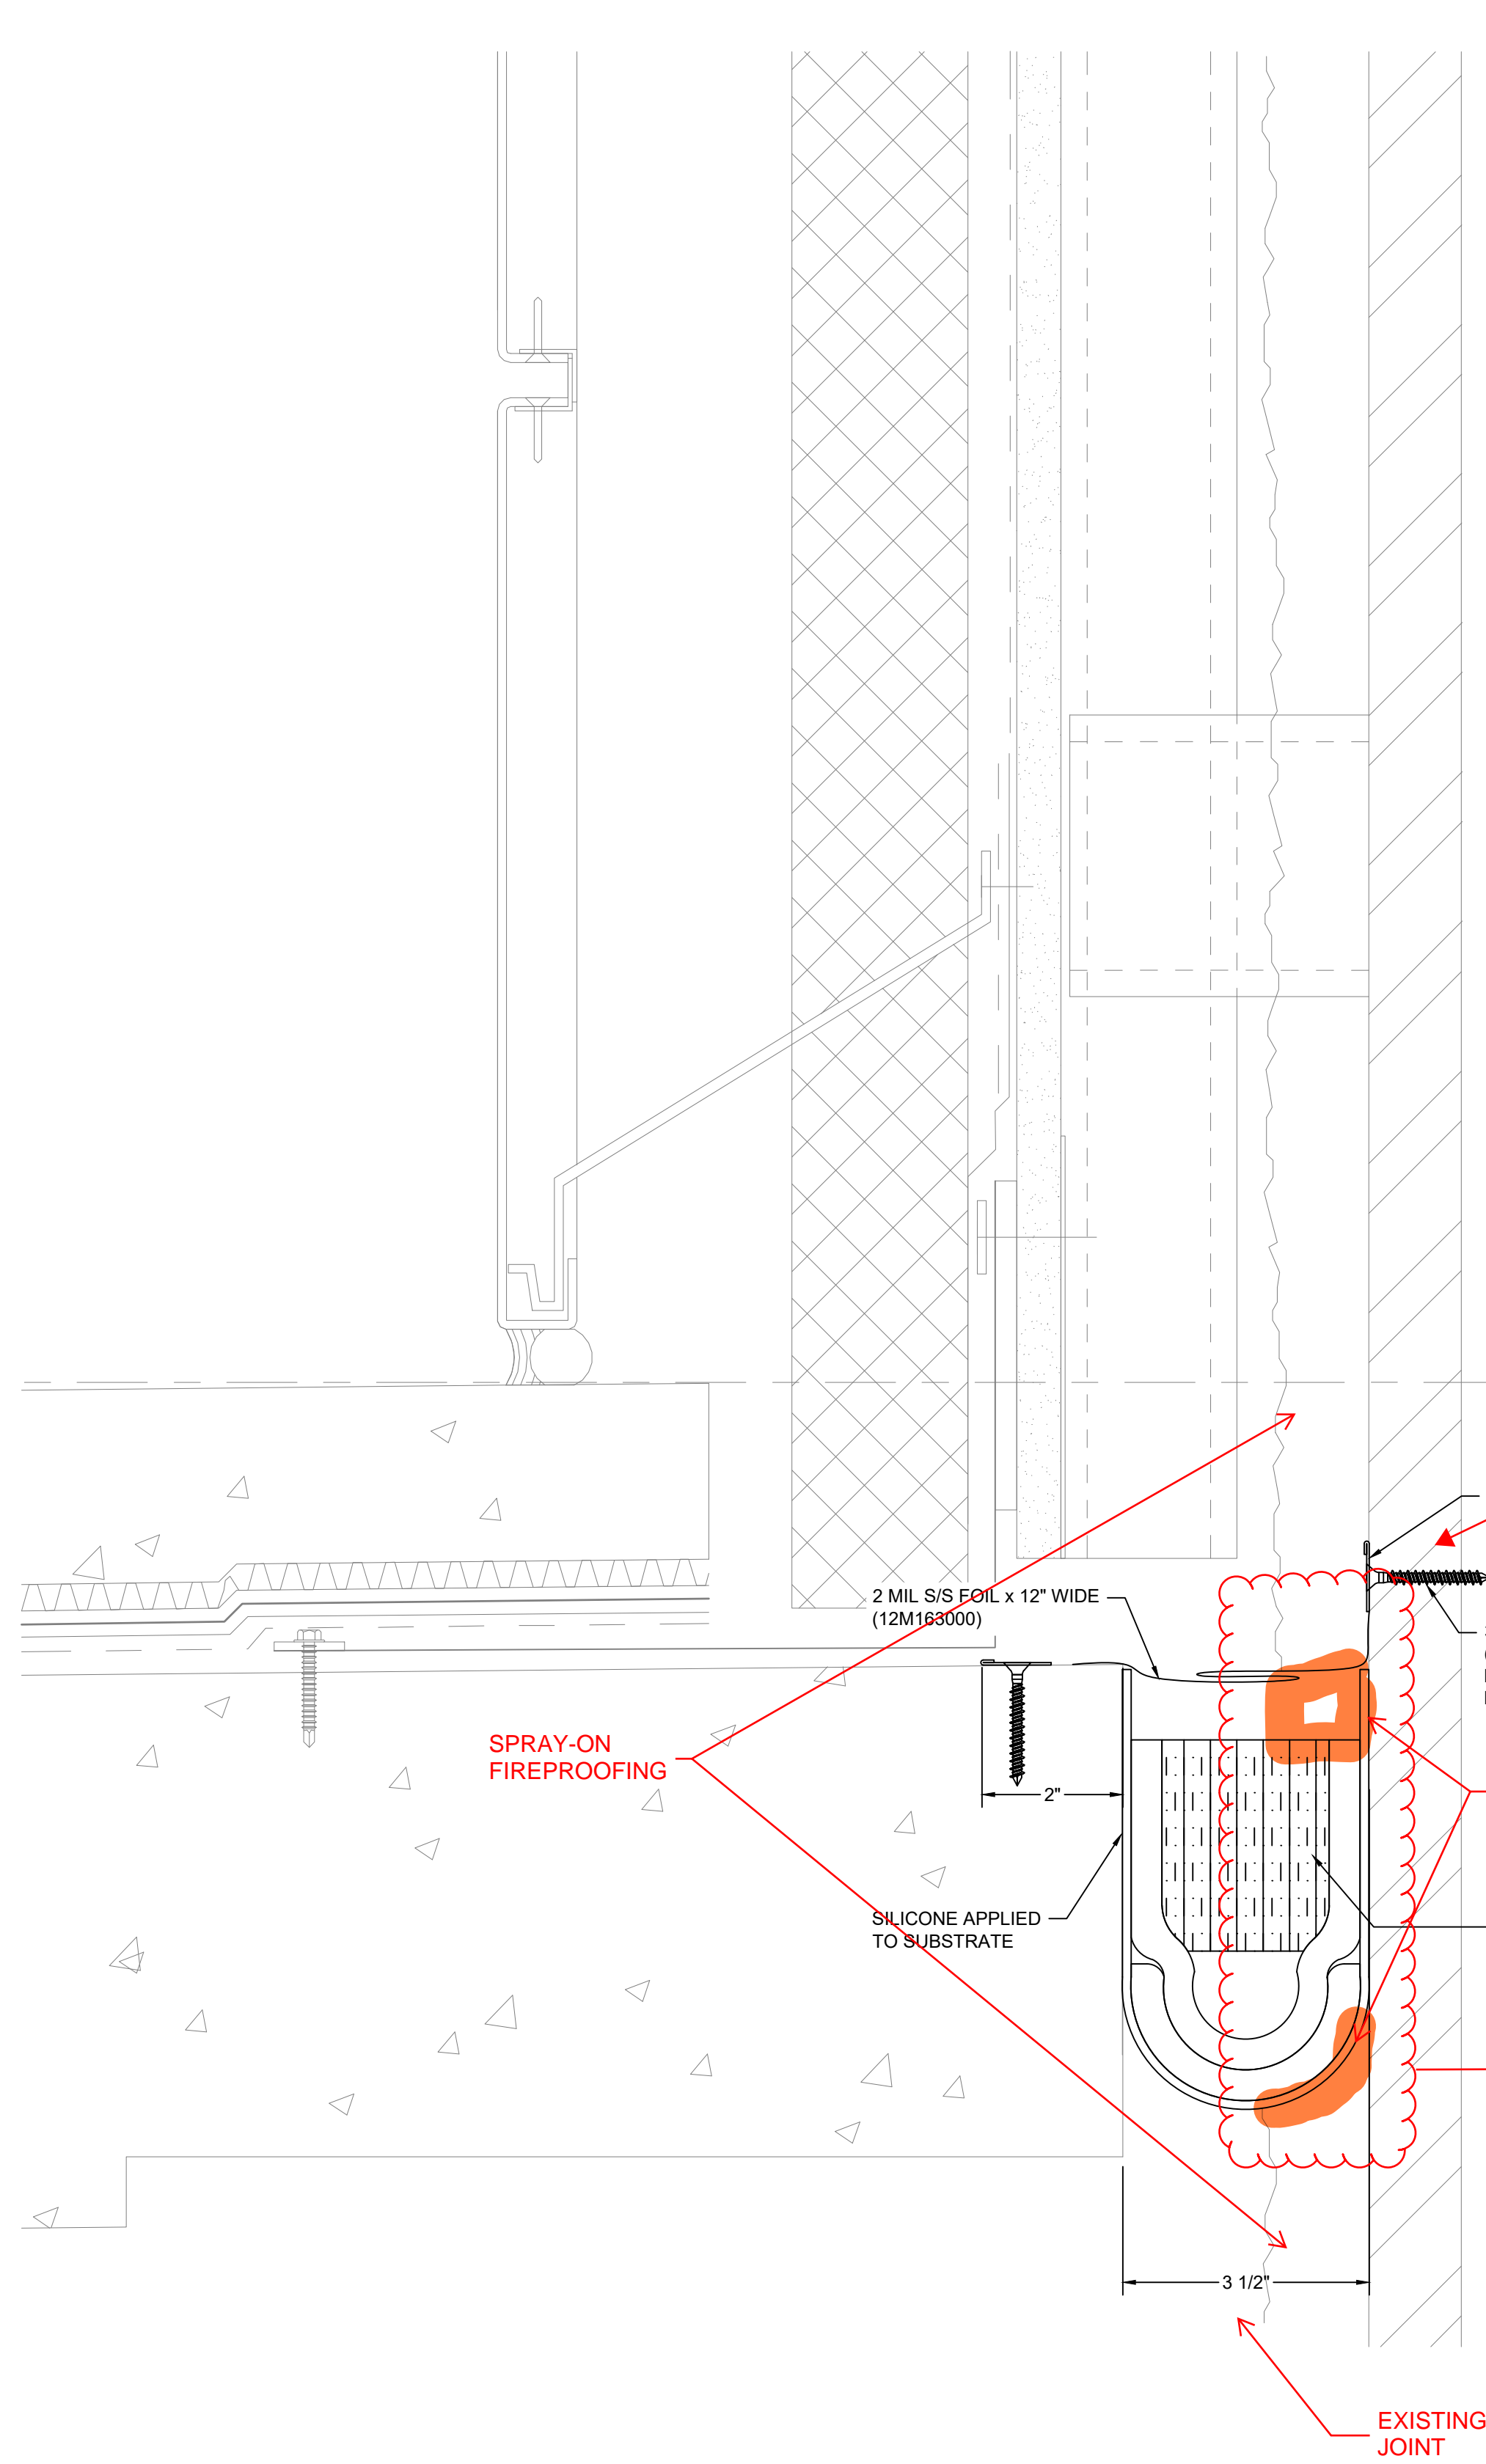 2 MIL S/S FOIL x 12" WIDE
(12M163000)
SPRAY-ON
FIREPROOFING
2"
SILICONE APPLIED
TO SUBSTRATE
3 1/2"
EXISTING
JOINT